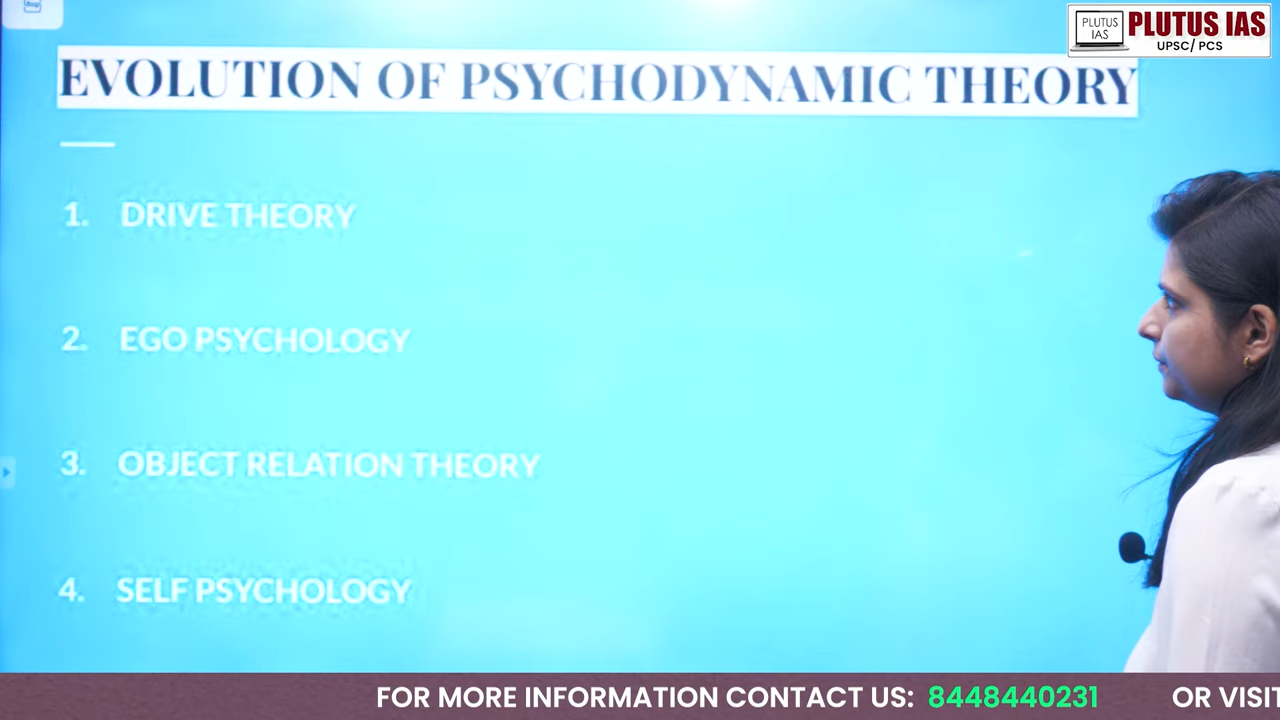 PLUTUS IAS
PLUTUS IAS
UPSC/ PCS
EVOLUTION OF PSYCHODYNAMIC THEORY
1. DRIVE THEORY
2. EGO PSYCHOLOGY
3. OBJECT RELATION THEORY
4. SELF PSYCHOLOGY
FOR MORE INFORMATION CONTACT US: 8448440231 OR VISIT